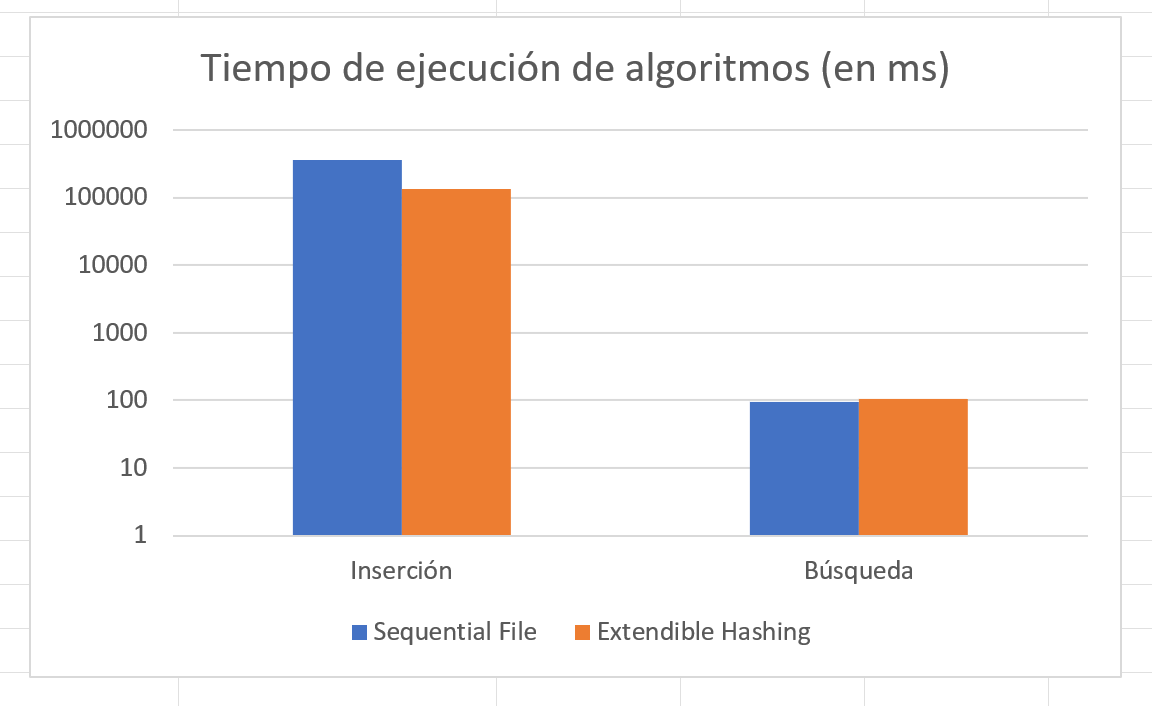 Tiempo de ejecución de algoritmos (en ms)
1000000
100000
10000
1000
100
10
1
Inserción Búsqueda
Sequential File Extendible Hashing